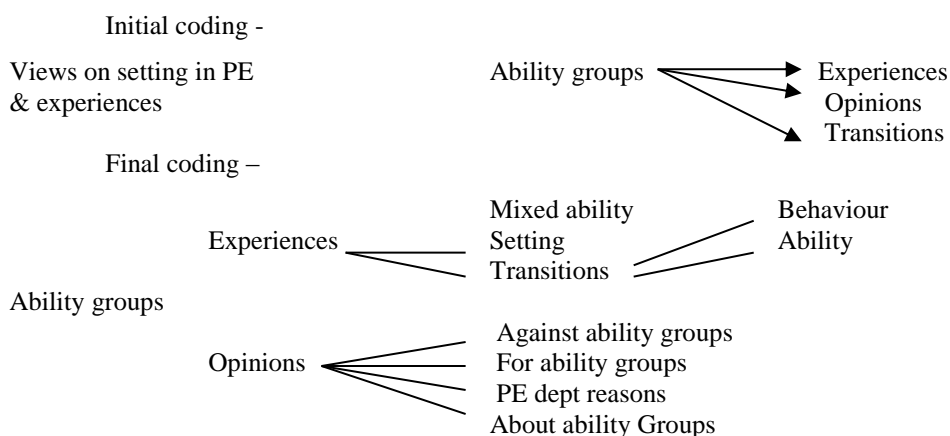 Initial coding -
Views on setting in PE
& experiences
Ability groups
Experiences
Opinions
Transitions
Final coding –
Experiences
Mixed ability
Setting
Transitions
Behaviour
Ability
Ability groups
Opinions
Against ability groups
For ability groups
PE dept reasons
About ability Groups